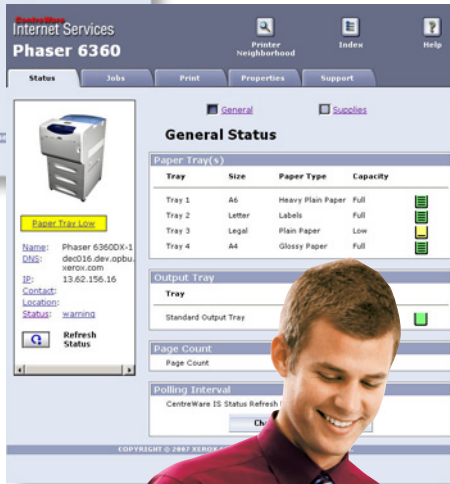 CentreWare
Internet Services
Phaser 6360
Printer
Neighborhood
Index
Help
Status Jobs Print Properties Support
General Supplies
General Status
Paper Tray(s)
Tray Size Paper Type Capacity
Tray 1 A6 Heavy Plain Paper Full
Tray 2 Letter Labels Full
Tray 3 Legal Plain Paper Low
Tray 4 A4 Glossy Paper Full
Paper Tray Low
Name: Phaser 6360DX-1
DNS: dec016.dev.opbu.
xerox.com
IP: 13.62.156.16
Contact:
Location:
Status: warning
Refresh
Status
Output Tray
Tray
Standard Output Tray
Page Count
Page Count
Polling Interval
CentreWare IS Status Refresh
COPYRIGHT © 2007 XEROX